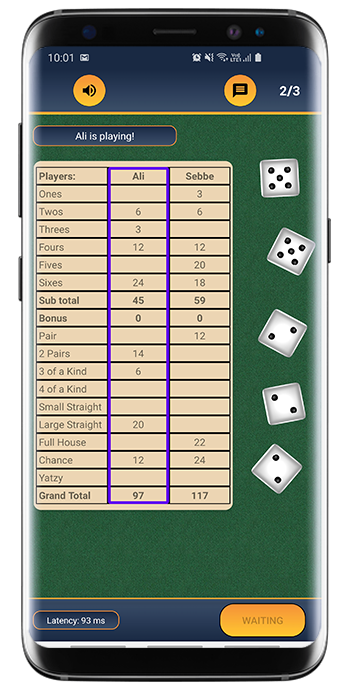 10:01
2/3
Ali is playing!
Players: Ali Sebbe
Ones 3
Twos 6 6
Threes 3
Fours 12 12
Fives 20
Sixes 24 18
Sub total 45 59
Bonus 0 0
Pair 12
2 Pairs 14
3 of a Kind 6
4 of a Kind
Small Straight
Large Straight 20
Full House 22
Chance 12 24
Yatzy
Grand Total 97 117
Latency: 93 ms
WAITING